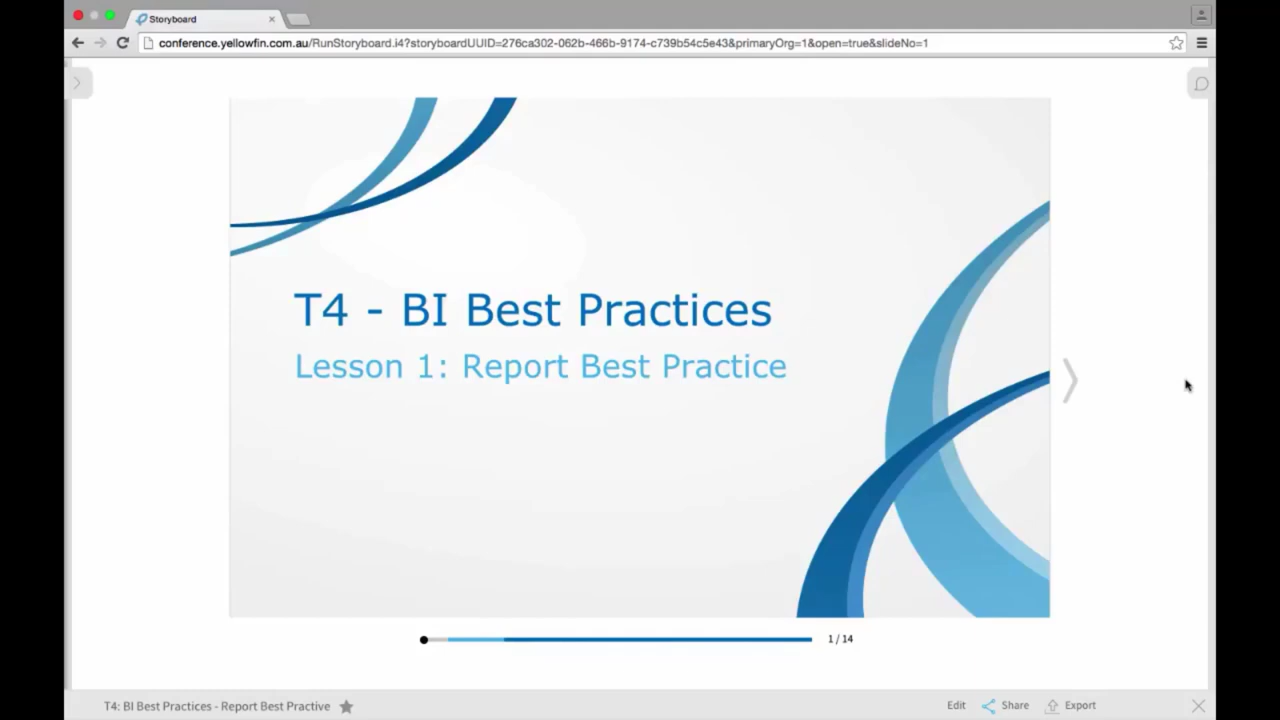 Storyboard
conference.yellowfin.com.au/RunStoryboard.i4?storyboardUUID=276ca302-062b-466b-9174-c739b54c5e43&primaryOrg=1&open=true&slideNo=1
T4 - BI Best Practices
Lesson 1: Report Best Practice
1 / 14
T4: BI Best Practices - Report Best Practive
Edit Share Export